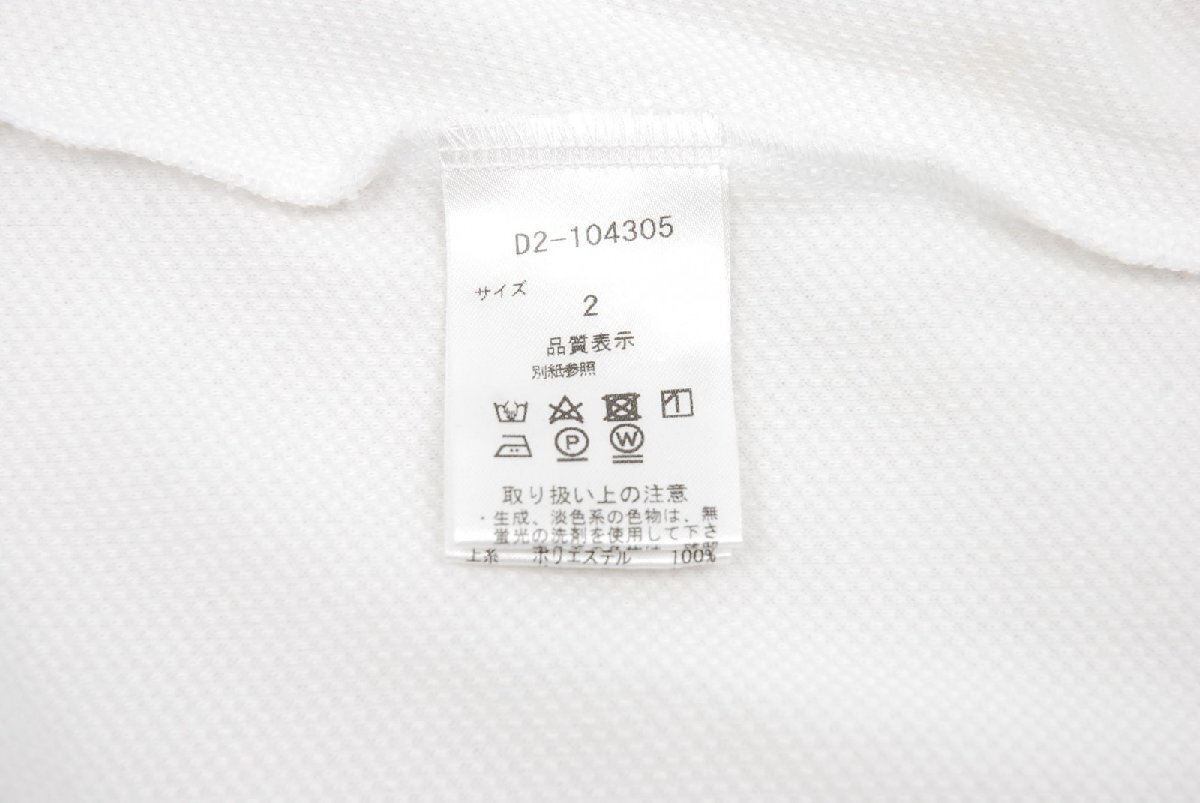 D2-104305
サイズ
2
品質表示
別紙参照
P W
取り扱い上の注意
・生成、淡色系の色物は、無
蛍光の洗剤を使用して下さ
上糸 ポリエステル 100%